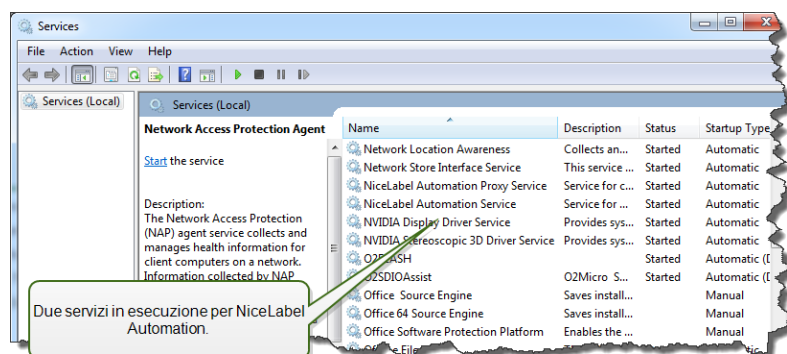 Services
File Action View Help
Services (Local)
Services (Local)
Network Access Protection Agent
Start the service
Description:
The Network Access Protection
(NAP) agent service collects and
manages health information for
client computers on a network.
Information collected by NAP
Name Description Status Startup Type
Network Location Awareness Collects an... Started Automatic
Network Store Interface Service This service ... Started Automatic
NiceLabel Automation Proxy Service Service for c... Started Automatic
NiceLabel Automation Service Service for ... Started Automatic
NVIDIA Display Driver Service Provides sys... Started Automatic
NVIDIA Stereoscopic 3D Driver Service Provides sys... Started Automatic
Started Automatic (D
O2SDIOAssist O2Micro S... Started Automatic (D
Office Source Engine Saves install... Manual
Office 64 Source Engine Saves install... Manual
Office Software Protection Platform Enables the ... Manual
Due servizi in esecuzione per NiceLabel
Automation.